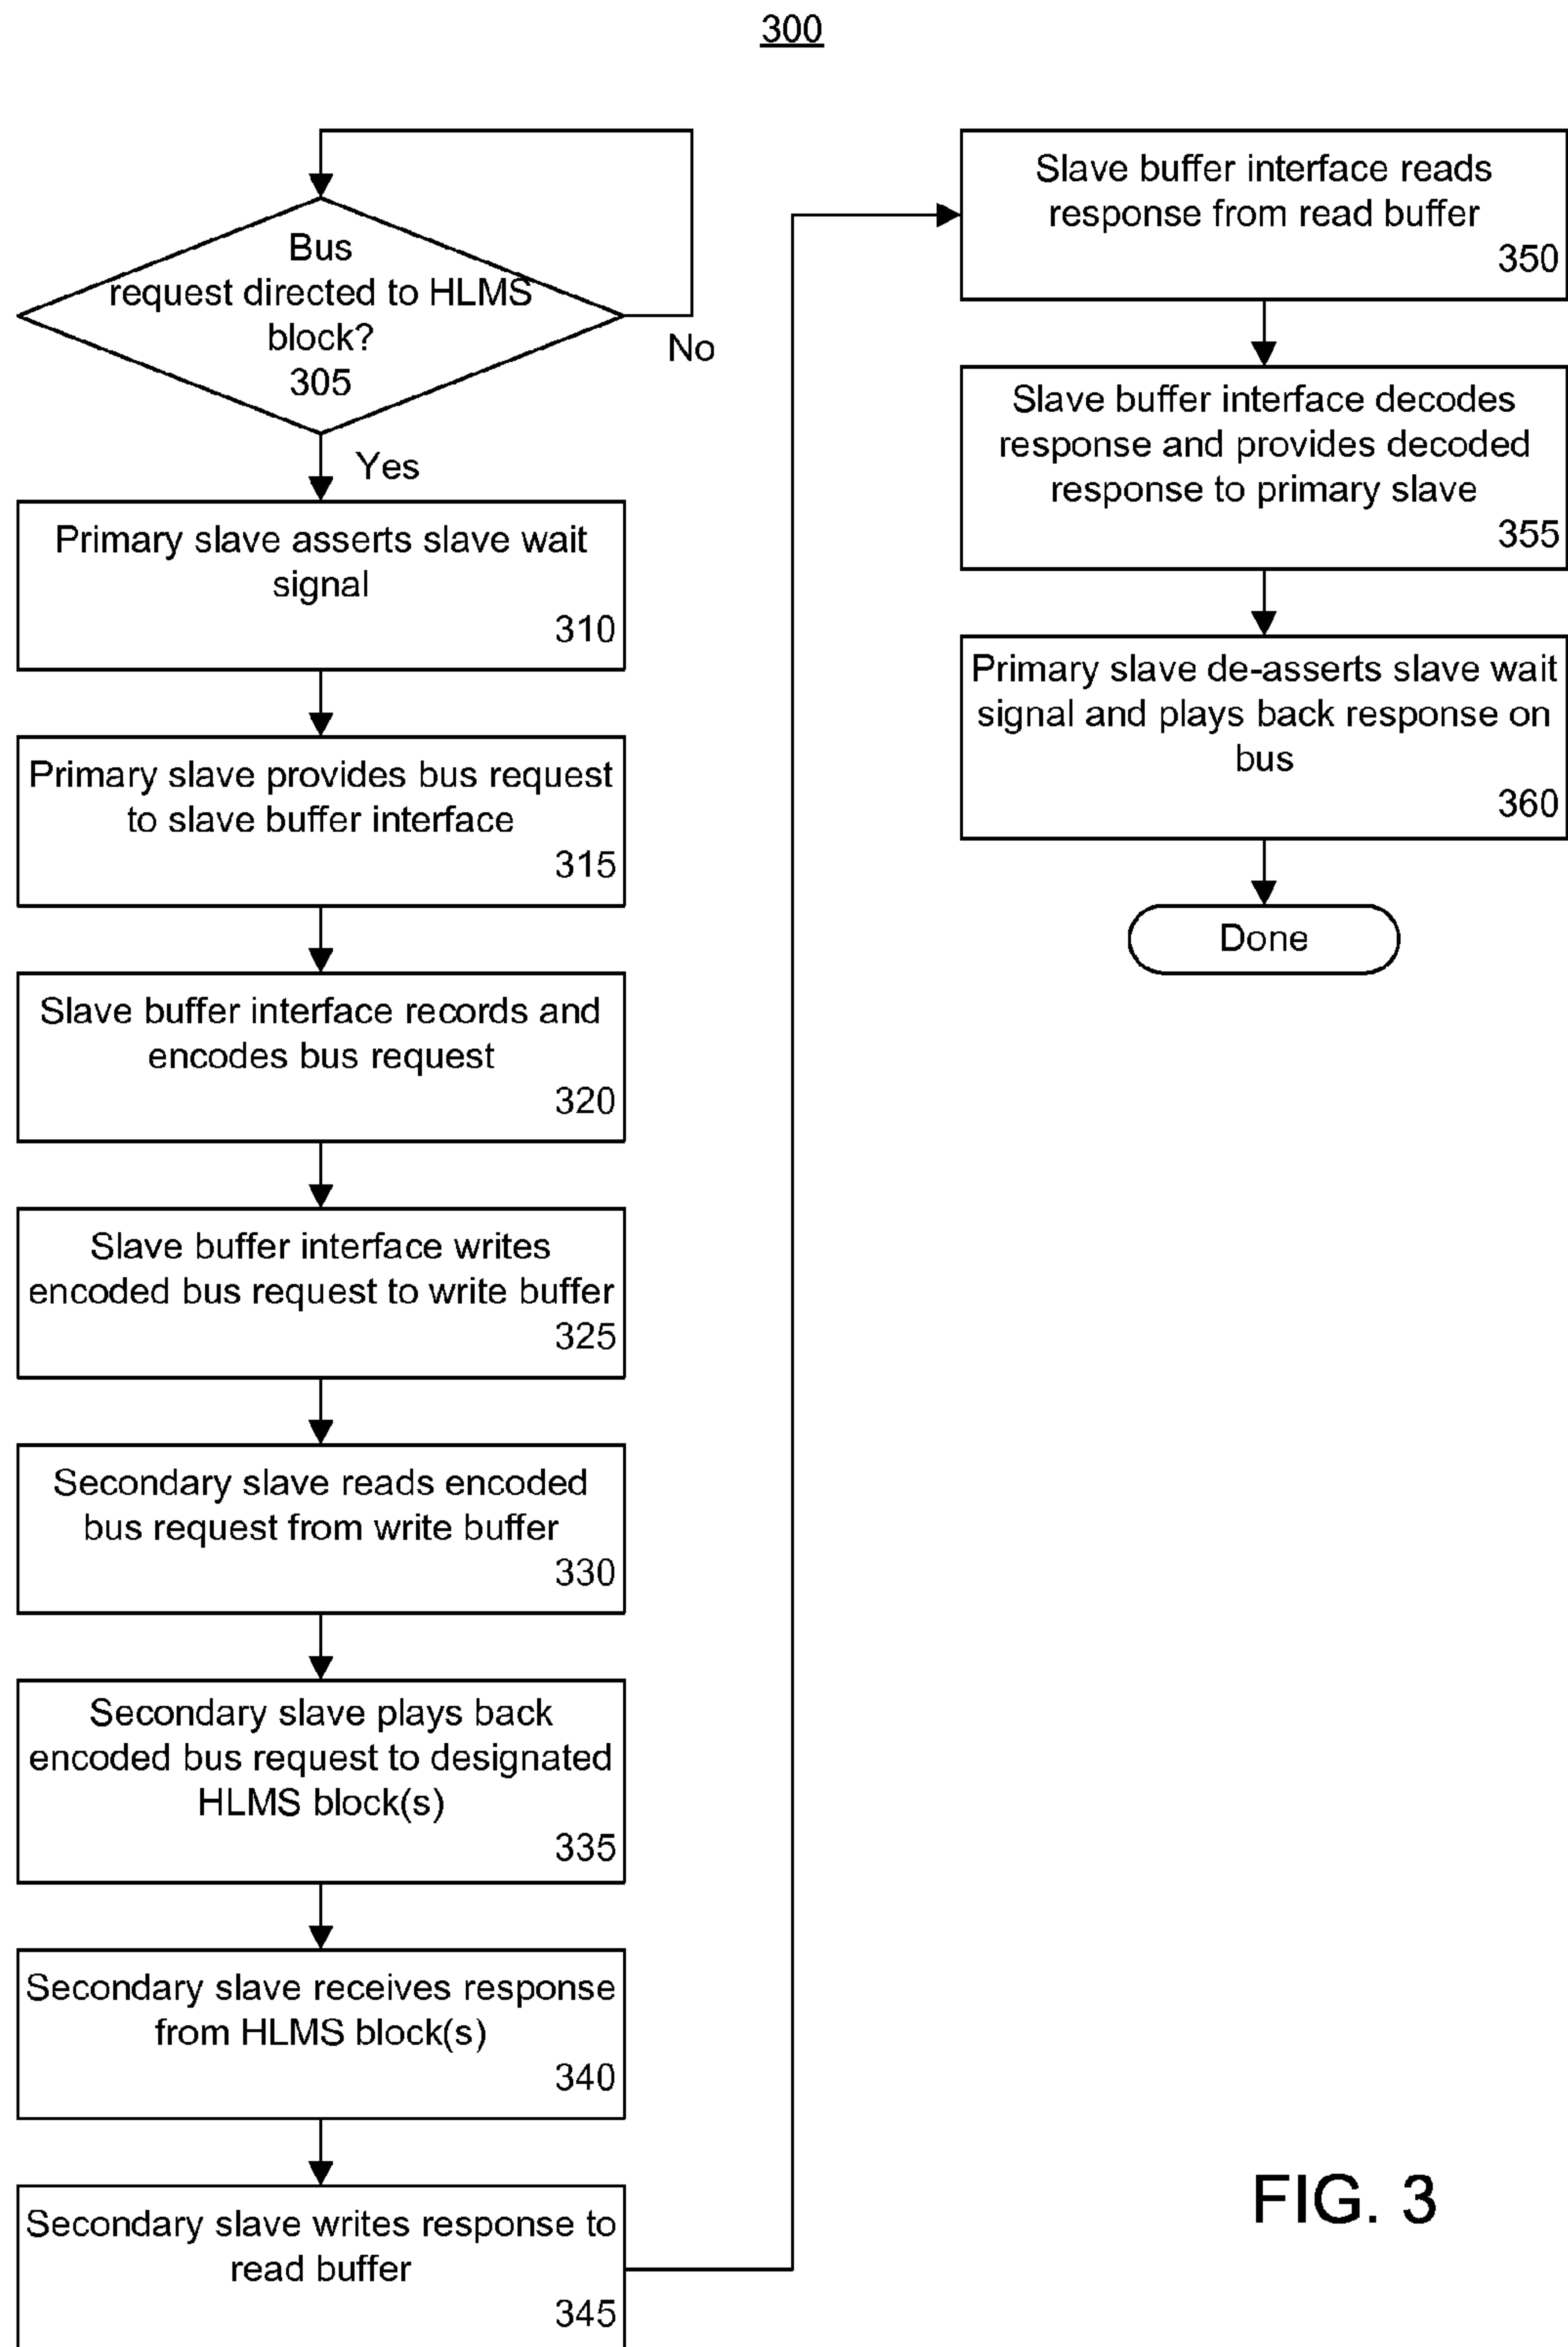 300
Bus
request directed to HLMS
block?
305
No
Yes
Primary slave asserts slave wait
signal
310
Primary slave provides bus request
to slave buffer interface
315
Slave buffer interface records and
encodes bus request
320
Slave buffer interface writes
encoded bus request to write buffer
325
Secondary slave reads encoded
bus request from write buffer
330
Secondary slave plays back
encoded bus request to designated
HLMS block(s)
335
Secondary slave receives response
from HLMS block(s)
340
Secondary slave writes response to
read buffer
345
Slave buffer interface reads
response from read buffer
350
Slave buffer interface decodes
response and provides decoded
response to primary slave
355
Primary slave de-asserts slave wait
signal and plays back response on
bus
360
Done
FIG. 3